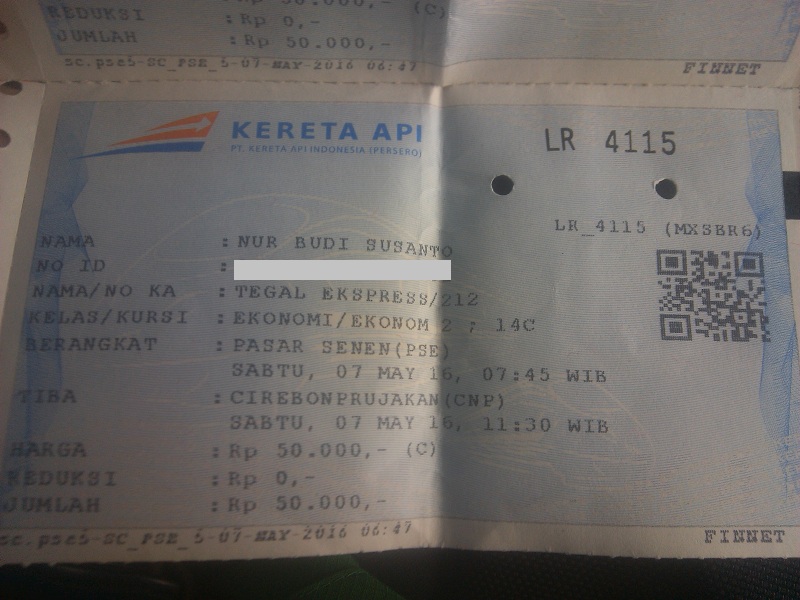 REDUKSI : Rp 0,-
JUMLAH : Rp 50.000,-
sc.pse5-SC_PSE_5-07-MAY-2016 06:47 FINNET
KERETA API
PT. KERETA API INDONESIA (PERSERO)
LR 4115
LR_4115 (MXSBR6)
NAMA : NUR BUDI SUSANTO
NO ID :
NAMA/NO KA : TEGAL EKSPRESS/212
KELAS/KURSI : EKONOMI/EKONOM 2 ; 14C
BERANGKAT : PASAR SENEN(PSE)
SABTU, 07 MAY 16, 07:45 WIB
TIBA : CIREBONPRUJAKAN(CNP)
SABTU, 07 MAY 16, 11:30 WIB
HARGA : Rp 50.000,- (C)
REDUKSI : Rp 0,-
JUMLAH : Rp 50.000,-
sc.pse5-SC_PSE_5-07-MAY-2016 06:47 FINNET